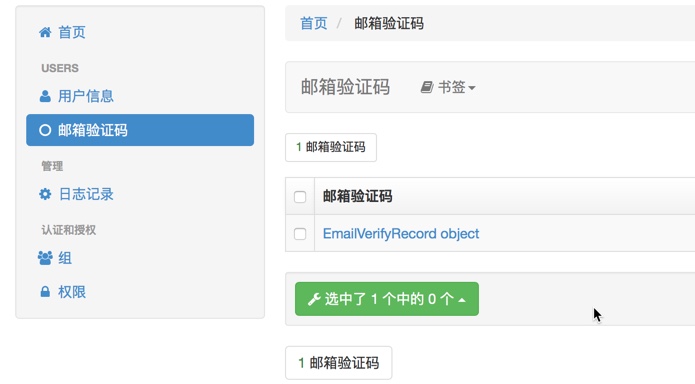 首页
USERS
用户信息
邮箱验证码
管理
日志记录
认证和授权
组
权限
首页 / 邮箱验证码
邮箱验证码 书签
1 邮箱验证码
邮箱验证码
EmailVerifyRecord object
选中了 1 个中的 0 个
1 邮箱验证码